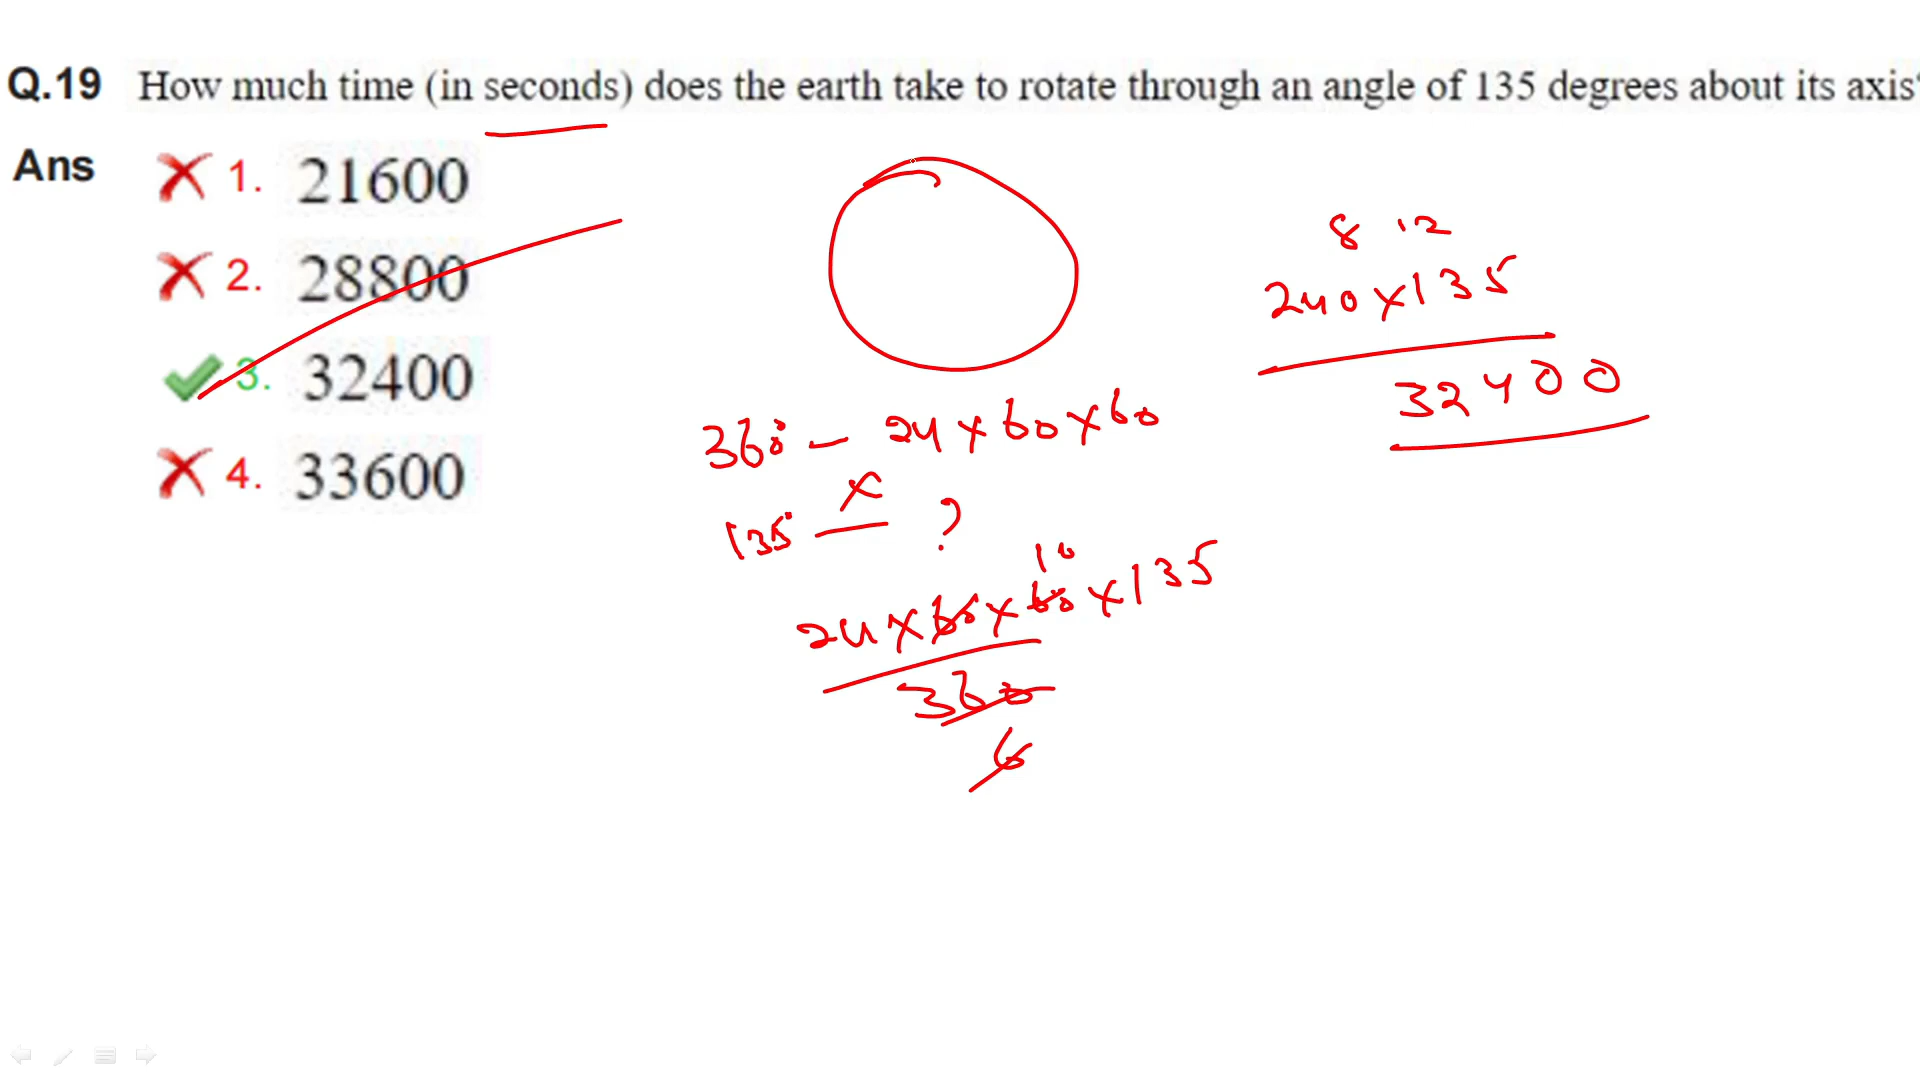 Q.19 How much time (in seconds) does the earth take to rotate through an angle of 135 degrees about its axis?
Ans 1. 21600
2. 28800
3. 32400
4. 33600
8 12
240×135
32400
360° — 24×60×60
×
135° — ?
10
24×60×60×135
360
6